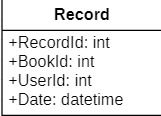 Record
+RecordId: int
+BookId: int
+UserId: int
+Date: datetime